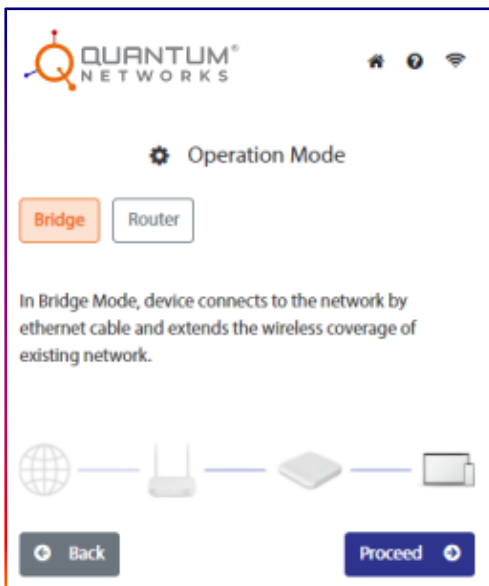 QUANTUM®
NETWORKS
Operation Mode
Bridge
Router
In Bridge Mode, device connects to the network by
ethernet cable and extends the wireless coverage of
existing network.
Back
Proceed